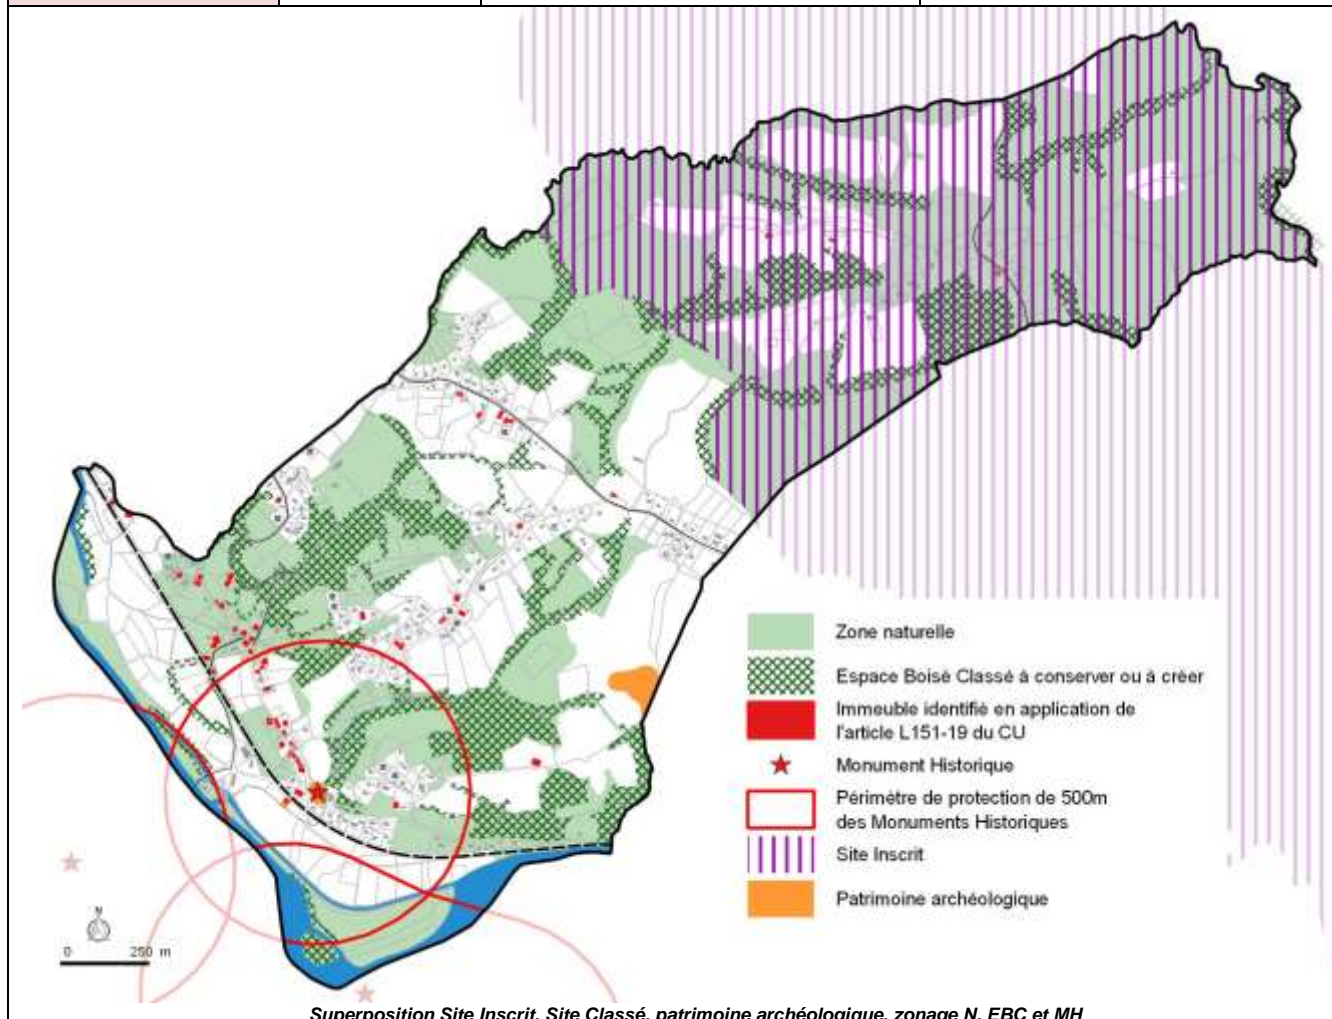 Zone naturelle
Espace Boisé Classé à conserver ou à créer
Immeuble identifié en application de
l'article L151-19 du CU
Monument Historique
Périmètre de protection de 500m
des Monuments Historiques
Site Inscrit
Patrimoine archéologique
N
0 250 m
Superposition Site Inscrit, Site Classé, patrimoine archéologique, zonage N, EBC et MH